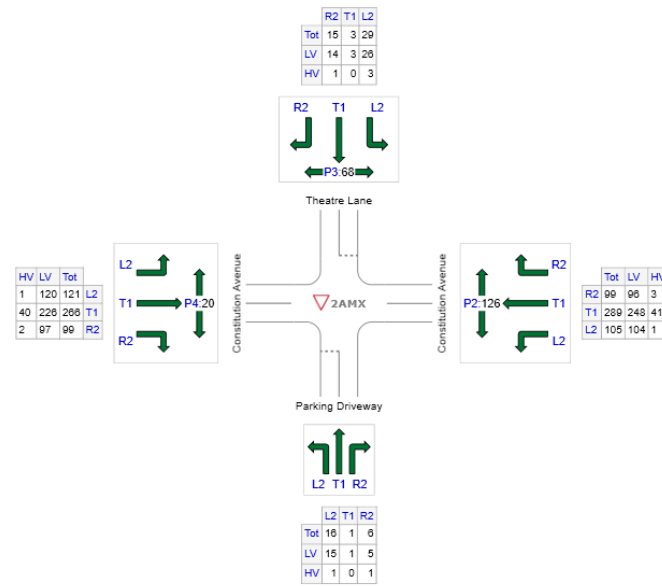 R2 T1 L2
Tot 15 3 29
LV 14 3 26
HV 1 0 3
R2 T1 L2
P3:68
Theatre Lane
HV LV Tot
1 120 121 L2
40 226 266 T1
2 97 99 R2
L2
T1 P4:20
R2
Constitution Avenue
2AMX
Constitution Avenue
R2
P2:126 T1
L2
Tot LV HV
R2 99 96 3
T1 289 248 41
L2 105 104 1
Parking Driveway
L2 T1 R2
L2 T1 R2
Tot 16 1 6
LV 15 1 5
HV 1 0 1